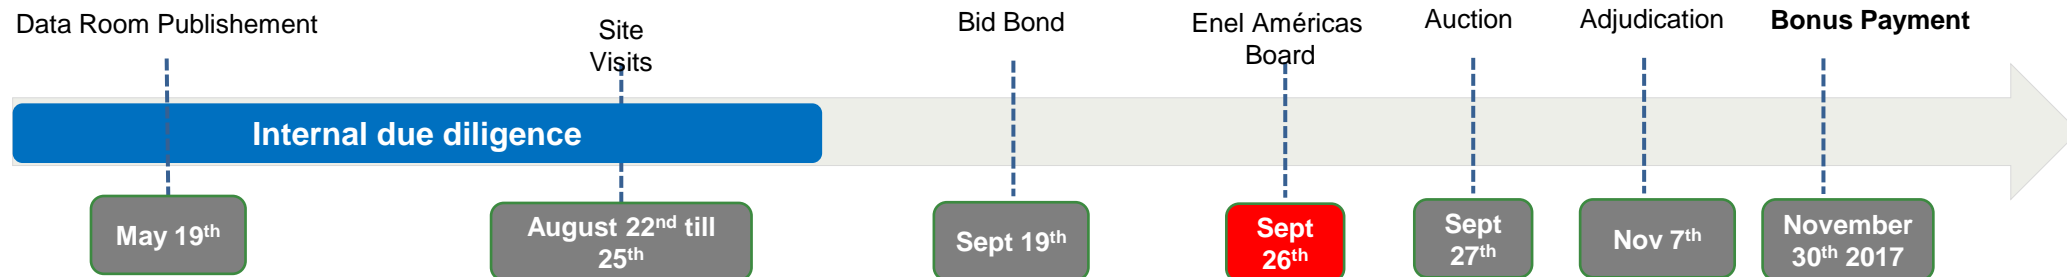 Data Room Publishement
Site
Visits
Bid Bond
Enel Américas
Board
Auction
Adjudication
Bonus Payment
Internal due diligence
May 19th
August 22nd till
25th
Sept 19th
Sept
26th
Sept
27th
Nov 7th
November
30th 2017